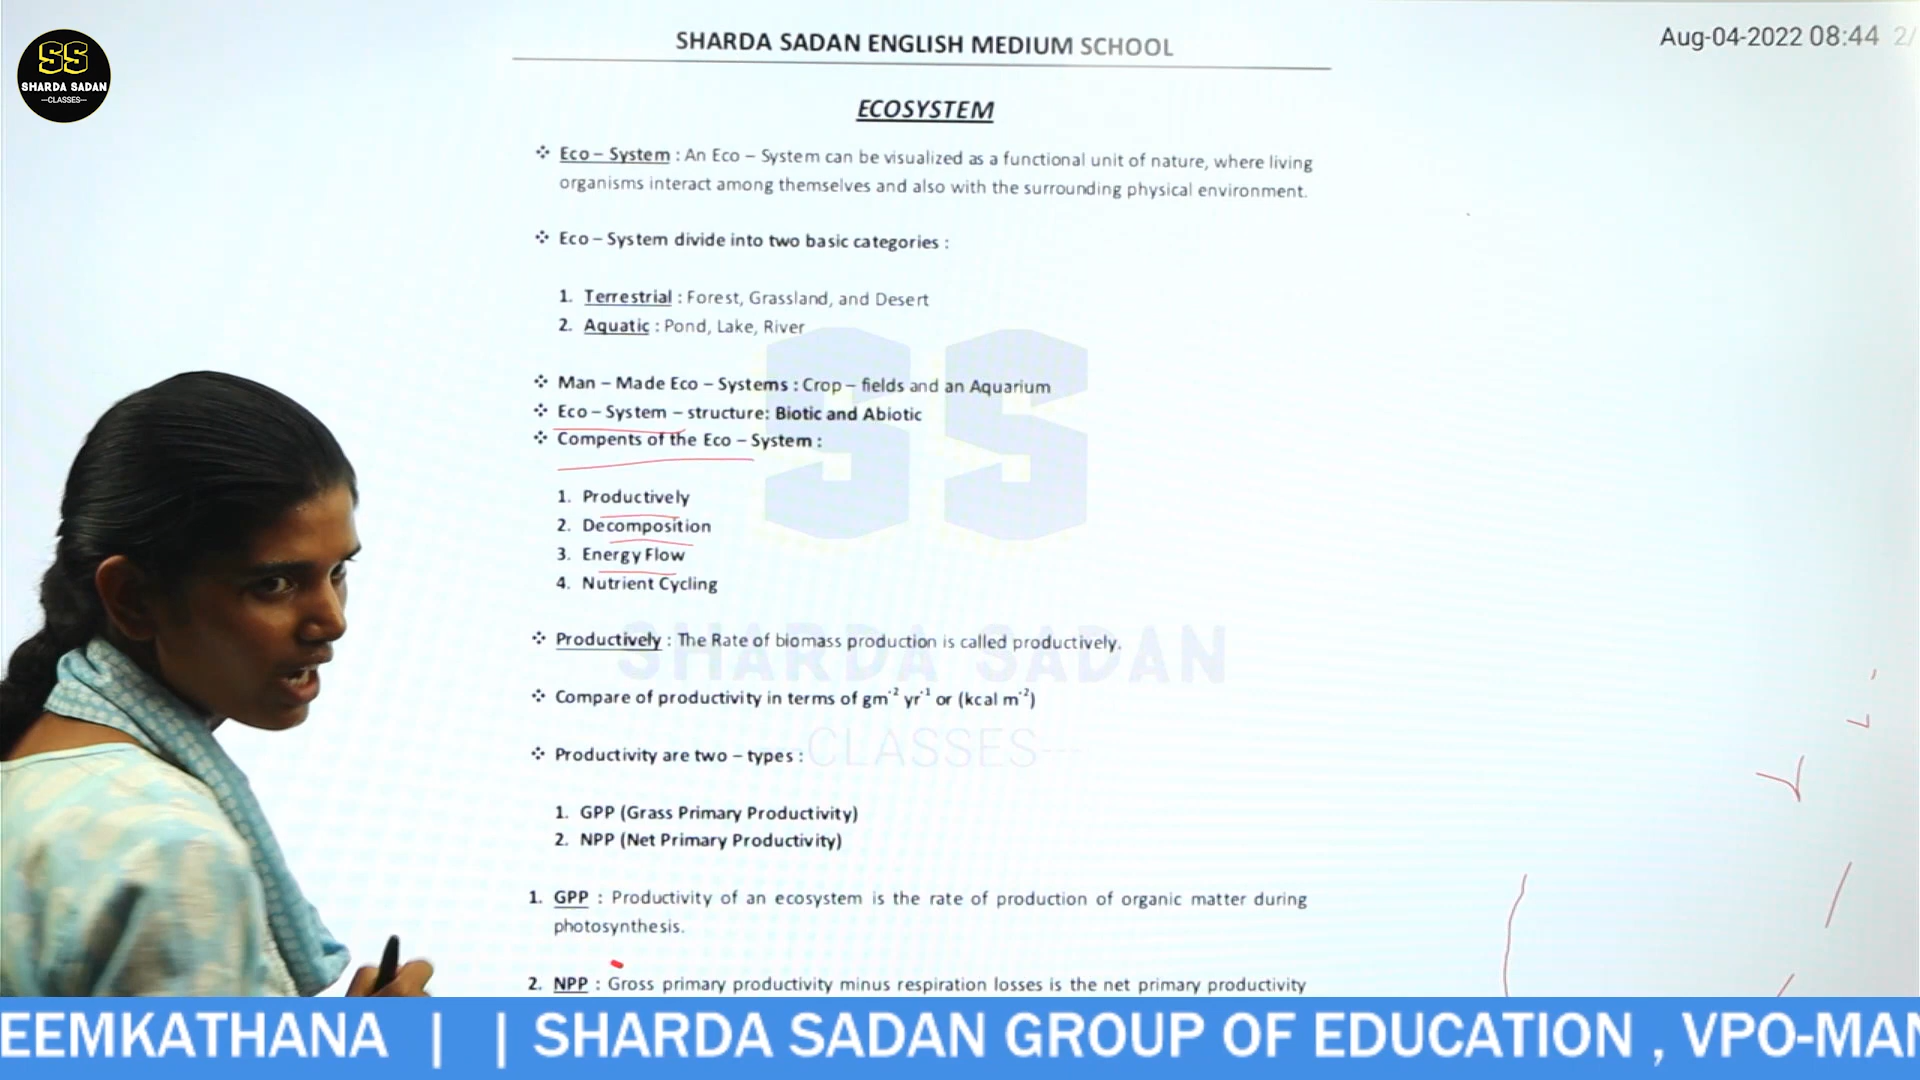 SS
SHARDA SADAN
—CLASSES—
SHARDA SADAN ENGLISH MEDIUM SCHOOL
Aug-04-2022 08:44 2/
ECOSYSTEM
❖ Eco – System : An Eco – System can be visualized as a functional unit of nature, where living
organisms interact among themselves and also with the surrounding physical environment.
❖ Eco – System divide into two basic categories :
1. Terrestrial : Forest, Grassland, and Desert
2. Aquatic : Pond, Lake, River
❖ Man – Made Eco – Systems : Crop – fields and an Aquarium
❖ Eco – System – structure: Biotic and Abiotic
❖ Compents of the Eco – System :
1. Productively
2. Decomposition
3. Energy Flow
4. Nutrient Cycling
❖ Productively : The Rate of biomass production is called productively.
❖ Compare of productivity in terms of gm⁻² yr⁻¹ or (kcal m⁻²)
❖ Productivity are two – types :
1. GPP (Grass Primary Productivity)
2. NPP (Net Primary Productivity)
1. GPP : Productivity of an ecosystem is the rate of production of organic matter during
photosynthesis.
2. NPP : Gross primary productivity minus respiration losses is the net primary productivity
SS
SHARDA SADAN
---CLASSES---
EEMKATHANA | | SHARDA SADAN GROUP OF EDUCATION , VPO-MAN